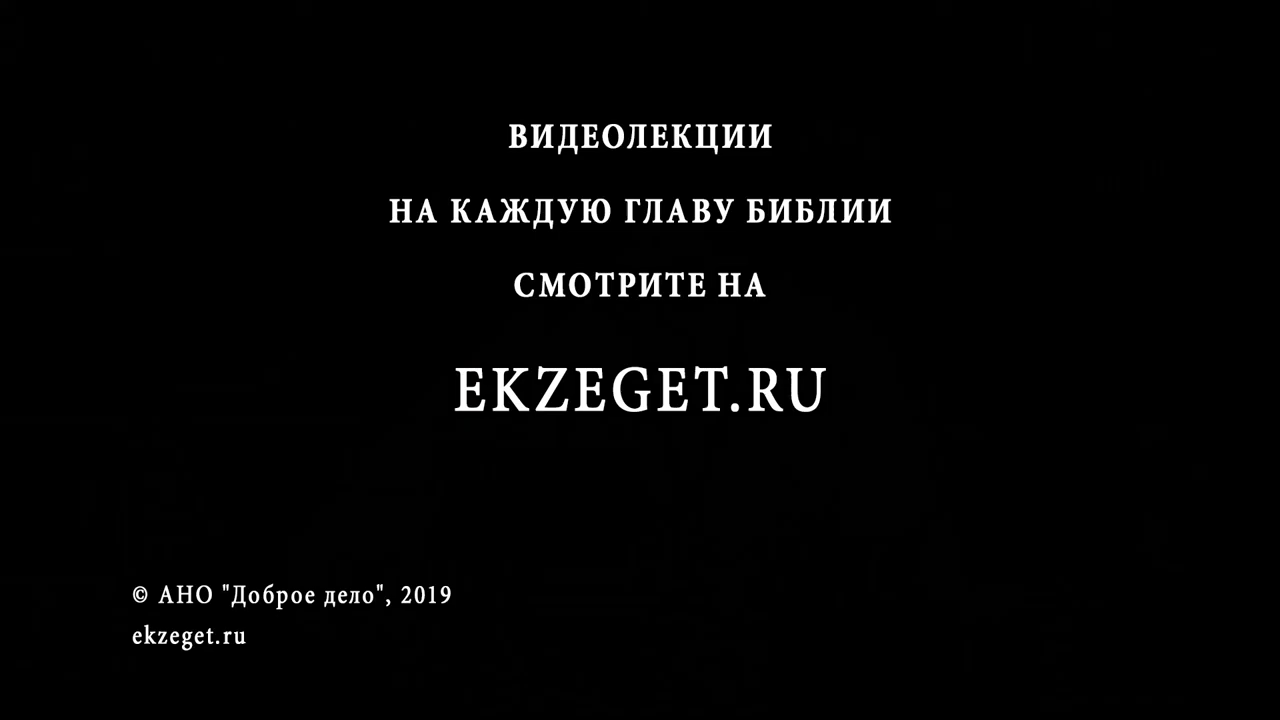 ВИДЕОЛЕКЦИИ
НА КАЖДУЮ ГЛАВУ БИБЛИИ
СМОТРИТЕ НА
EKZEGET.RU
© АНО "Доброе дело", 2019
ekzeget.ru